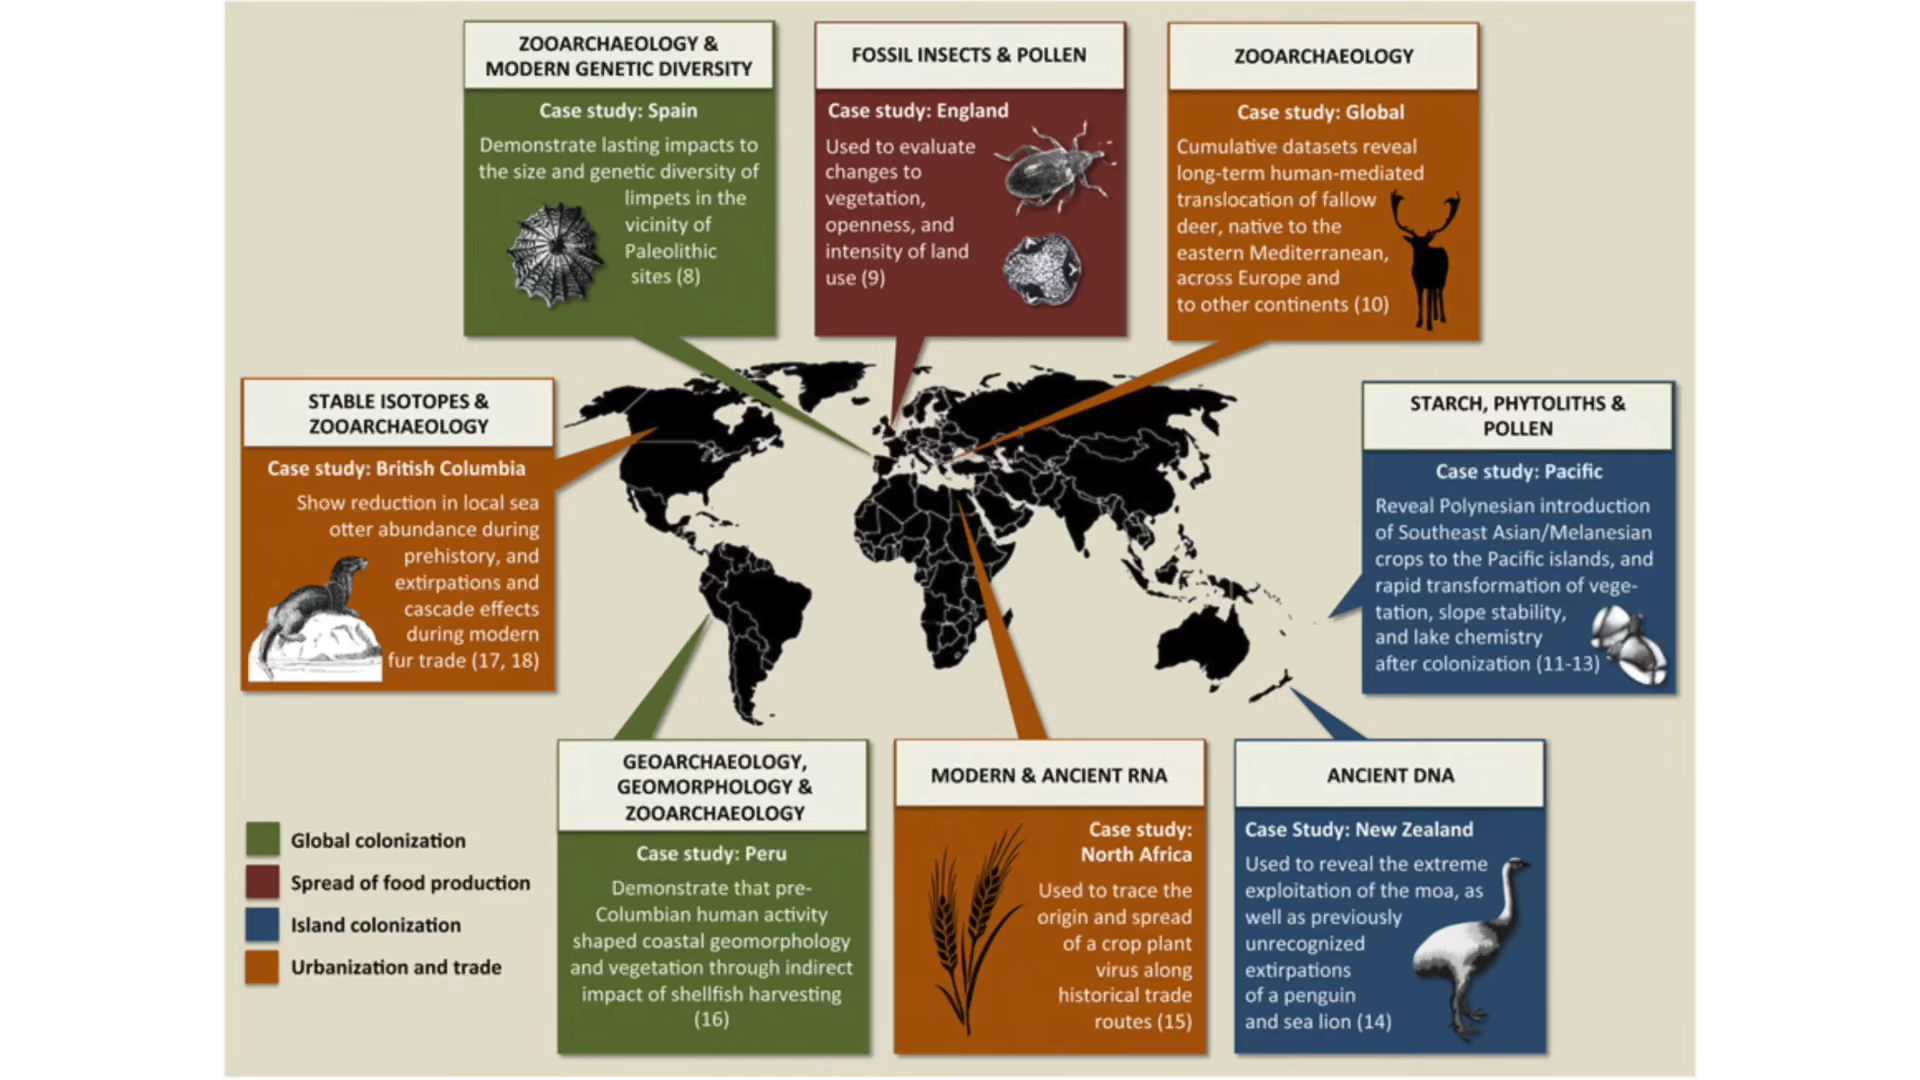 ZOOARCHAEOLOGY &
MODERN GENETIC DIVERSITY
Case study: Spain
Demonstrate lasting impacts to
the size and genetic diversity of
limpets in the
vicinity of
Paleolithic
sites (8)
FOSSIL INSECTS & POLLEN
Case study: England
Used to evaluate
changes to
vegetation,
openness, and
intensity of land
use (9)
ZOOARCHAEOLOGY
Case study: Global
Cumulative datasets reveal
long-term human-mediated
translocation of fallow
deer, native to the
eastern Mediterranean,
across Europe and
to other continents (10)
STABLE ISOTOPES &
ZOOARCHAEOLOGY
Case study: British Columbia
Show reduction in local sea
otter abundance during
prehistory, and
extirpations and
cascade effects
during modern
fur trade (17, 18)
STARCH, PHYTOLITHS &
POLLEN
Case study: Pacific
Reveal Polynesian introduction
of Southeast Asian/Melanesian
crops to the Pacific islands, and
rapid transformation of vege-
tation, slope stability,
and lake chemistry
after colonization (11-13)
Global colonization
Spread of food production
Island colonization
Urbanization and trade
GEOARCHAEOLOGY,
GEOMORPHOLOGY &
ZOOARCHAEOLOGY
Case study: Peru
Demonstrate that pre-
Columbian human activity
shaped coastal geomorphology
and vegetation through indirect
impact of shellfish harvesting
(16)
MODERN & ANCIENT RNA
Case study:
North Africa
Used to trace the
origin and spread
of a crop plant
virus along
historical trade
routes (15)
ANCIENT DNA
Case Study: New Zealand
Used to reveal the extreme
exploitation of the moa, as
well as previously
unrecognized
extirpations
of a penguin
and sea lion (14)